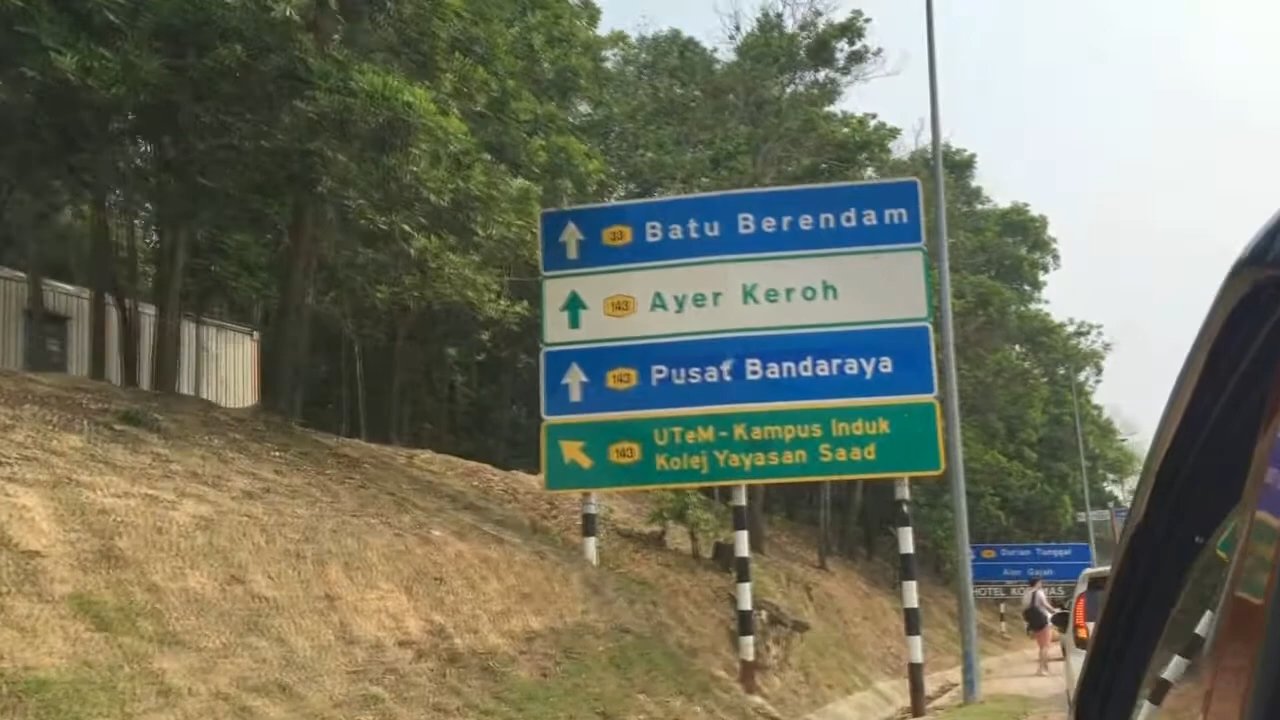 33 Batu Berendam
143 Ayer Keroh
143 Pusat Bandaraya
143 UTeM - Kampus Induk
Kolej Yayasan Saad
Durian Tunggal
Alor Gajah
HOTEL